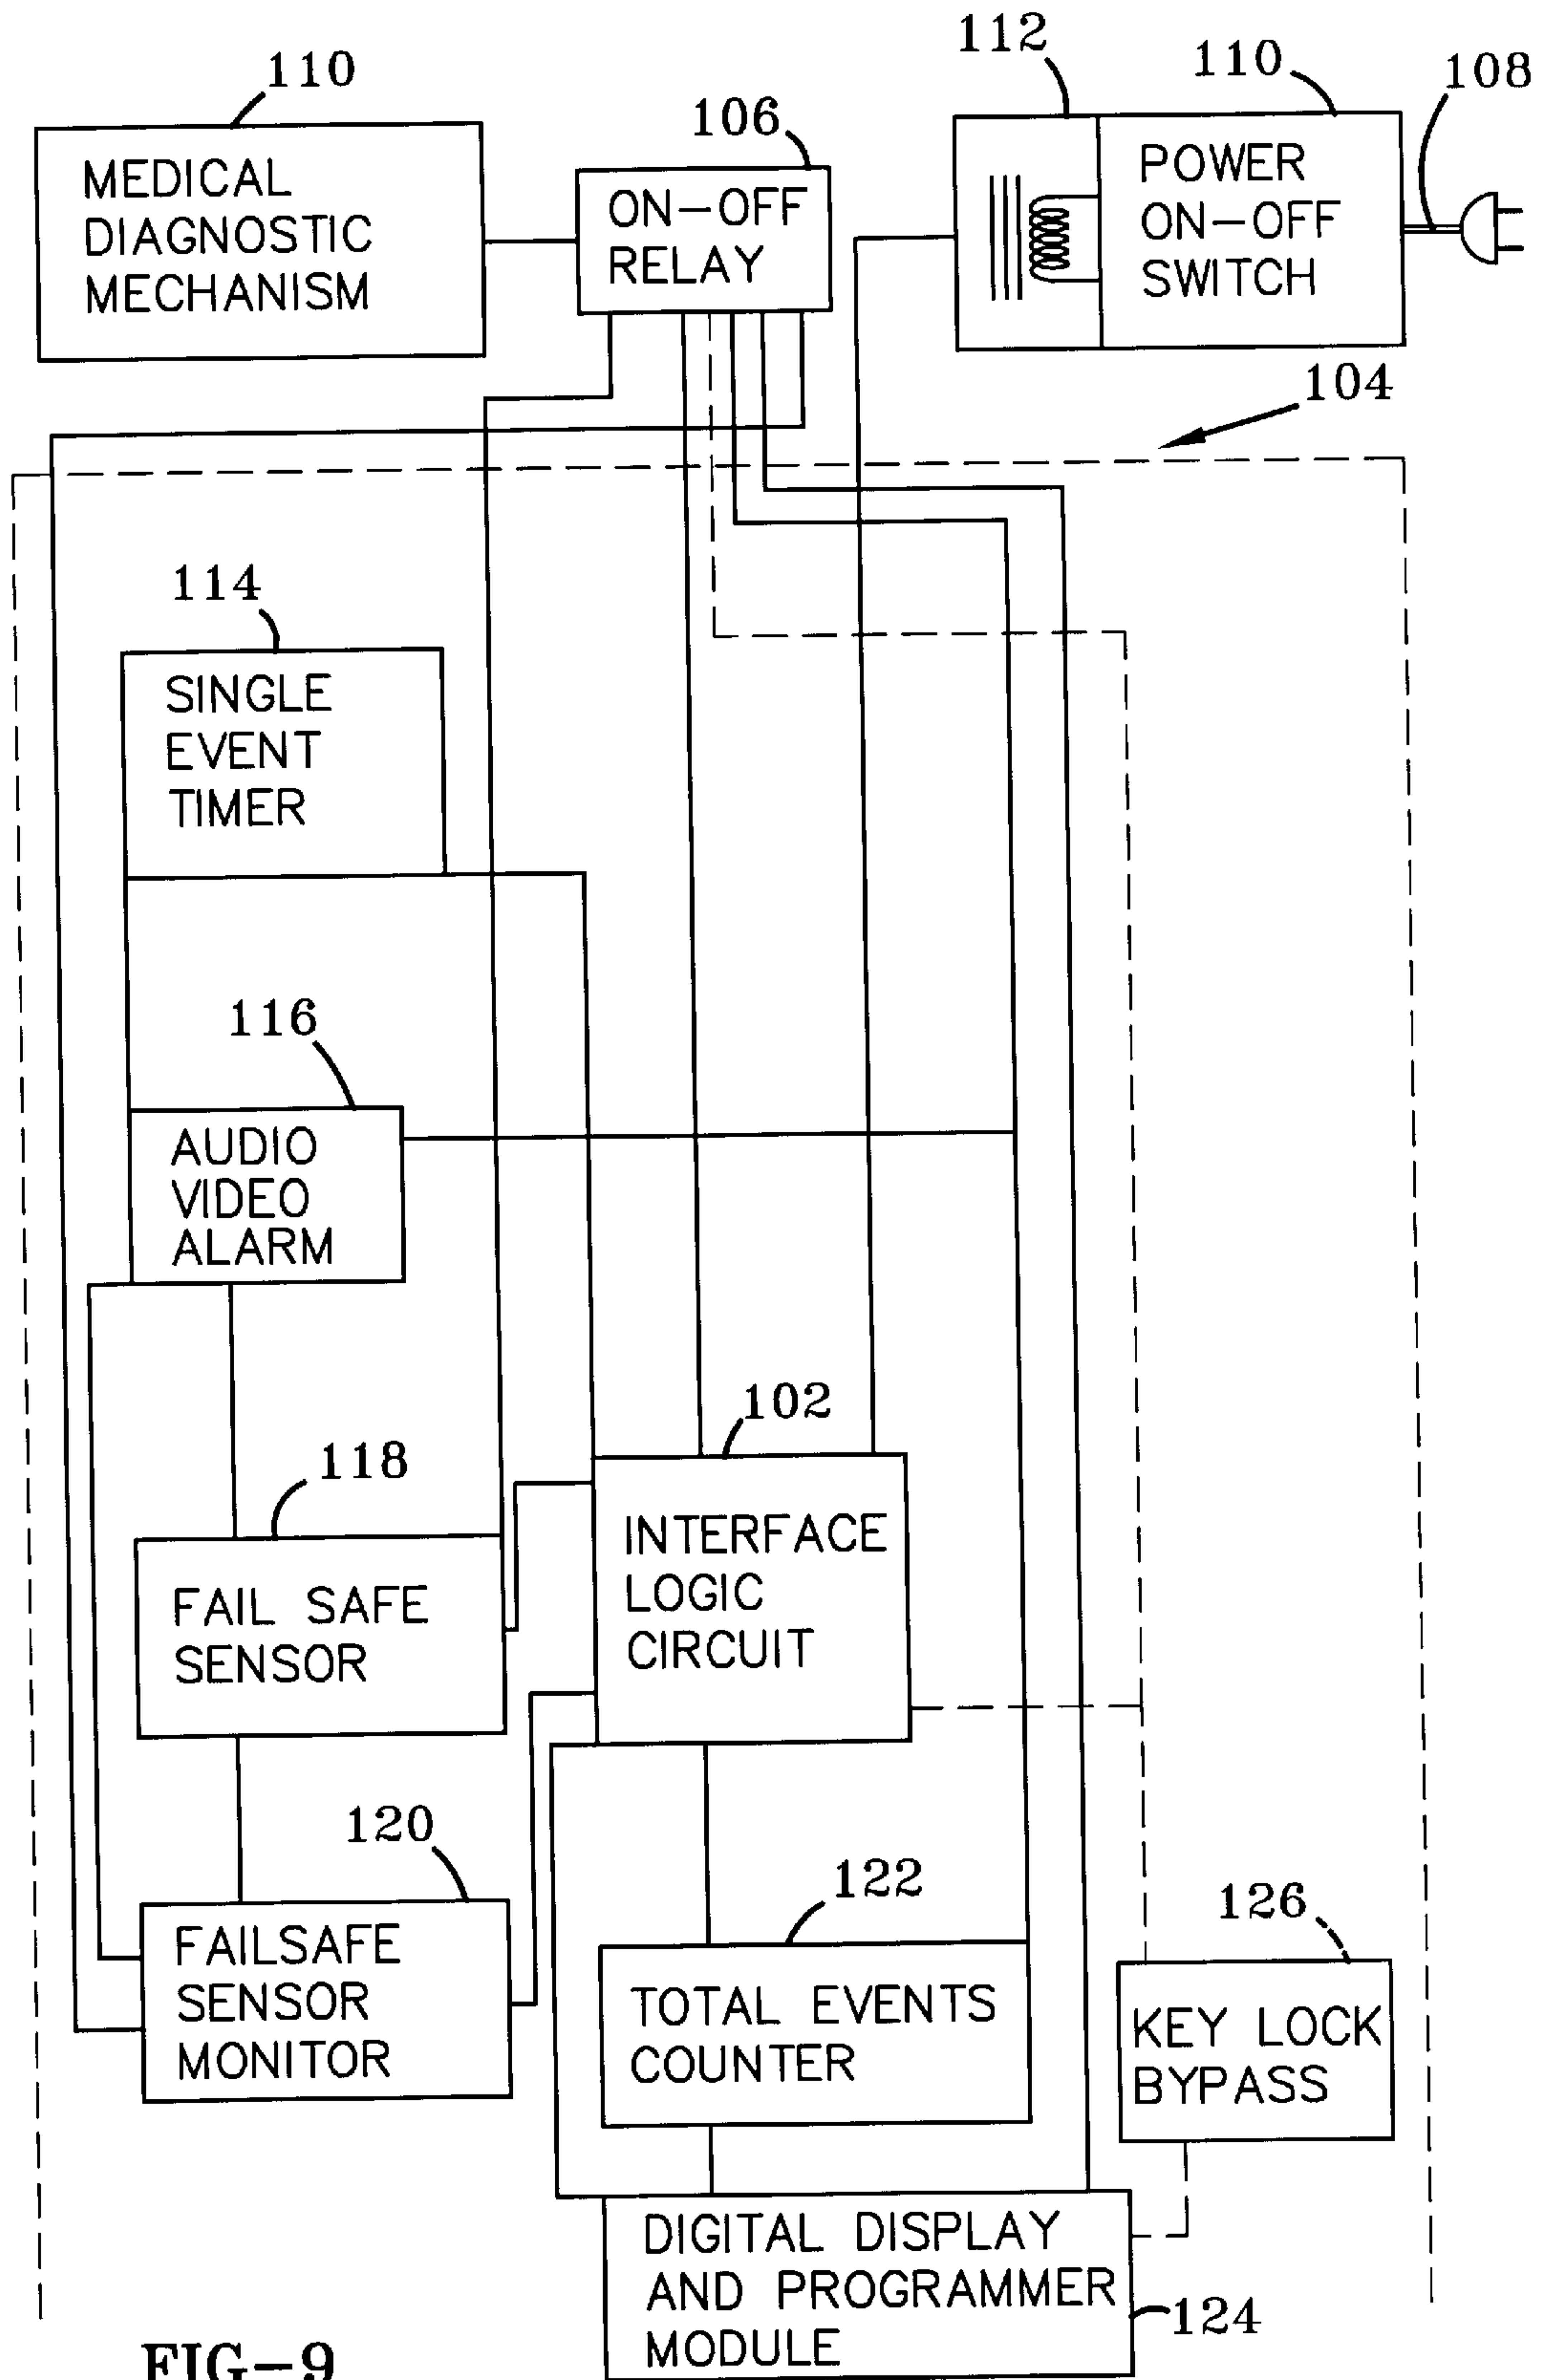 112
110
110
108
106
MEDICAL
DIAGNOSTIC
MECHANISM
ON-OFF
RELAY
POWER
ON-OFF
SWITCH
104
114
SINGLE
EVENT
TIMER
116
AUDIO
VIDEO
ALARM
102
118
INTERFACE
LOGIC
CIRCUIT
FAIL SAFE
SENSOR
120
122
126
FAILSAFE
SENSOR
MONITOR
TOTAL EVENTS
COUNTER
KEY LOCK
BYPASS
DIGITAL DISPLAY
AND PROGRAMMER
MODULE
124
FIG-9